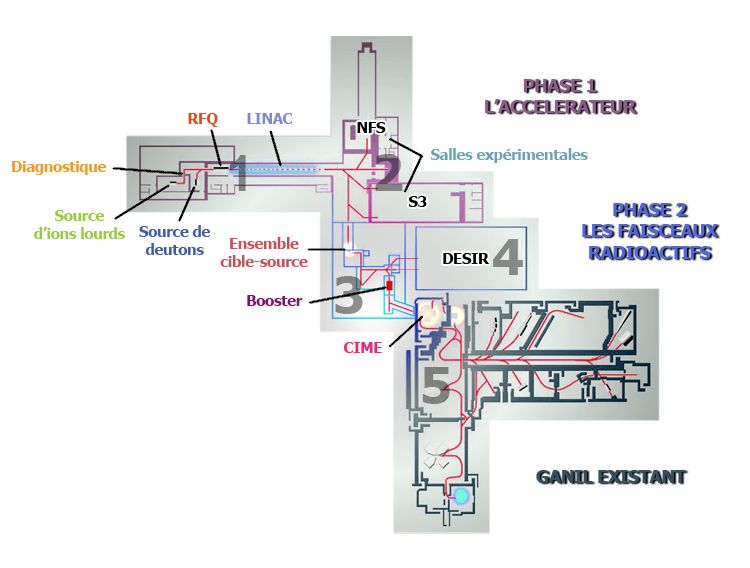 PHASE 1
L'ACCELERATEUR
RFQ
LINAC
NFS
Salles expérimentales
Diagnostique
1
2
S3
Source
d'ions lourds
Source de
deutons
PHASE 2
LES FAISCEAUX
RADIOACTIFS
Ensemble
cible-source
DESIR
4
3
Booster
CIME
5
GANIL EXISTANT